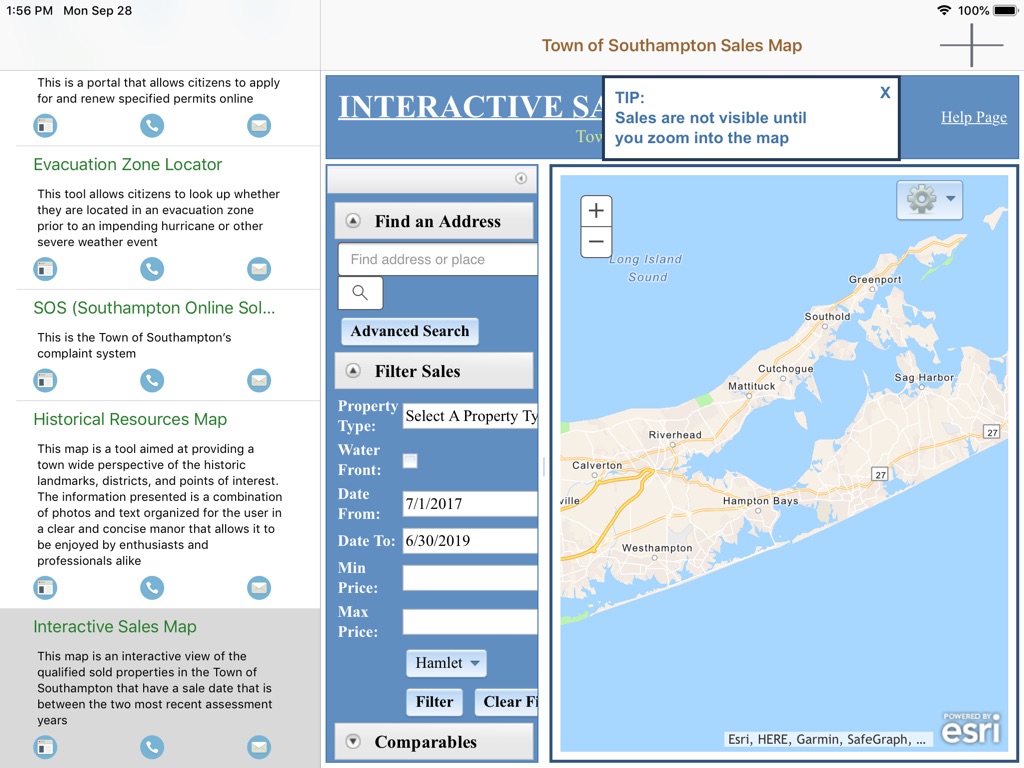 1:56 PM Mon Sep 28
100%
This is a portal that allows citizens to apply
for and renew specified permits online
Evacuation Zone Locator
This tool allows citizens to look up whether
they are located in an evacuation zone
prior to an impending hurricane or other
severe weather event
SOS (Southampton Online Sol...
This is the Town of Southampton's
complaint system
Historical Resources Map
This map is a tool aimed at providing a
town wide perspective of the historic
landmarks, districts, and points of interest.
The information presented is a combination
of photos and text organized for the user in
a clear and concise manor that allows it to
be enjoyed by enthusiasts and
professionals alike
Interactive Sales Map
This map is an interactive view of the
qualified sold properties in the Town of
Southampton that have a sale date that is
between the two most recent assessment
years
Town of Southampton Sales Map
INTERACTIVE SA
Tow
TIP:
X
Sales are not visible until
you zoom into the map
Help Page
Find an Address
Find address or place
Advanced Search
Filter Sales
Property
Type:
Select A Property Ty
Water
Front:
Date
From:
7/1/2017
Date To:
6/30/2019
Min
Price:
Max
Price:
Hamlet
Filter
Clear Fi
Comparables
+
−
Long Island
Sound
Greenport
Southold
Cutchogue
Mattituck
Sag Harbor
Riverhead
27
Calverton
27
ville
Hampton Bays
Westhampton
POWERED BY
esri
Esri, HERE, Garmin, SafeGraph, ...